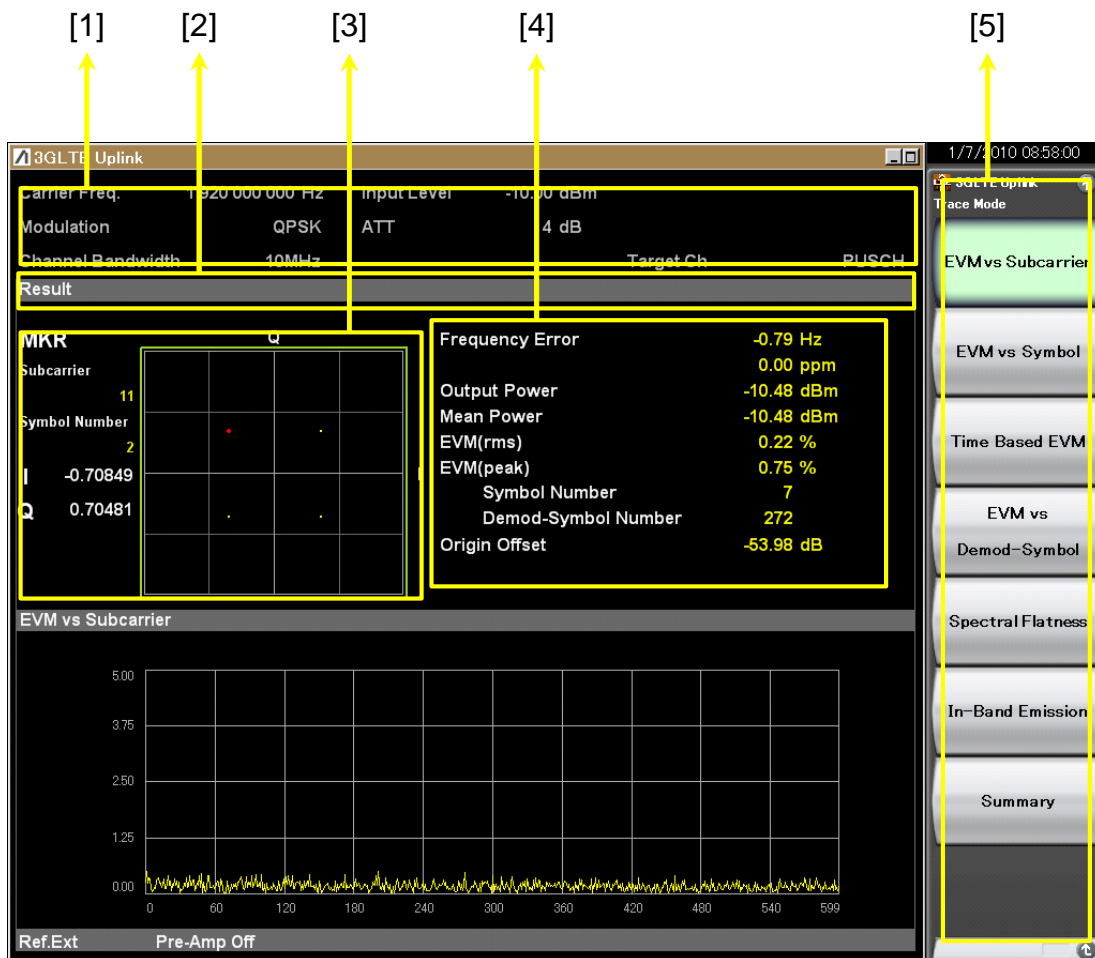 [1] [2] [3] [4] [5]
3GLTE Uplink
1/7/2010 08:58:00
Carrier Freq. 1 920 000 000 Hz Input Level -10.00 dBm
Modulation QPSK ATT 4 dB
Channel Bandwidth 10MHz Target Ch PUSCH
Result
MKR
Q
Subcarrier
11
Symbol Number
2
I -0.70849
Q 0.70481
I
Frequency Error -0.79 Hz
0.00 ppm
Output Power -10.48 dBm
Mean Power -10.48 dBm
EVM(rms) 0.22 %
EVM(peak) 0.75 %
Symbol Number 7
Demod-Symbol Number 272
Origin Offset -53.98 dB
EVM vs Subcarrier
5.00
3.75
2.50
1.25
0.00
0 60 120 180 240 300 360 420 480 540 599
Ref.Ext Pre-Amp Off
3GLTE Uplink
Trace Mode
EVM vs Subcarrier
EVM vs Symbol
Time Based EVM
EVM vs
Demod-Symbol
Spectral Flatness
In-Band Emission
Summary